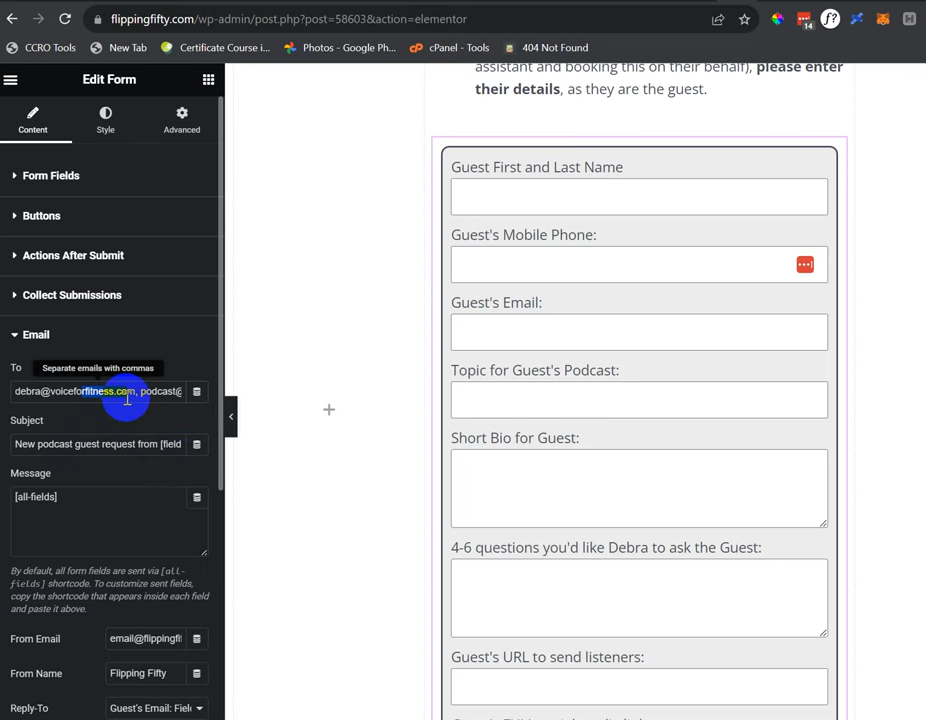 flippingfifty.com/wp-admin/post.php?post=58603&action=elementor
14
f?
H
CCRO Tools
New Tab
Certificate Course i...
Photos - Google Ph...
cPanel - Tools
404 Not Found
Edit Form
Content
Style
Advanced
Form Fields
Buttons
Actions After Submit
Collect Submissions
Email
To
Separate emails with commas
debra@voiceforfitness.com, podcast@
Subject
New podcast guest request from [field
Message
[all-fields]
By default, all form fields are sent via [all-
fields] shortcode. To customize sent fields,
copy the shortcode that appears inside each field
and paste it above.
From Email
email@flippingfi
From Name
Flipping Fifty
Reply-To
Guest's Email: Fiel
assistant and booking this on their behalf), please enter
their details, as they are the guest.
Guest First and Last Name
Guest's Mobile Phone:
Guest's Email:
Topic for Guest's Podcast:
Short Bio for Guest:
4-6 questions you'd like Debra to ask the Guest:
Guest's URL to send listeners: